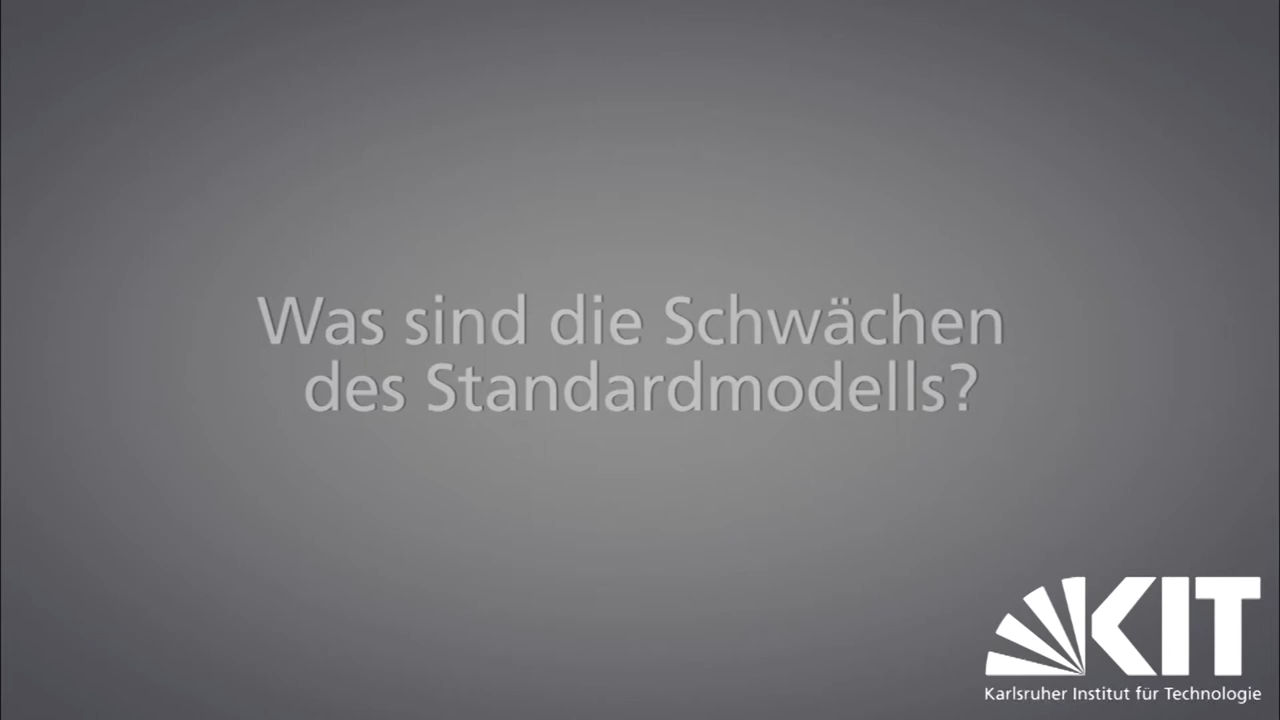 Was sind die Schwächen
des Standardmodells?
KIT
Karlsruher Institut für Technologie